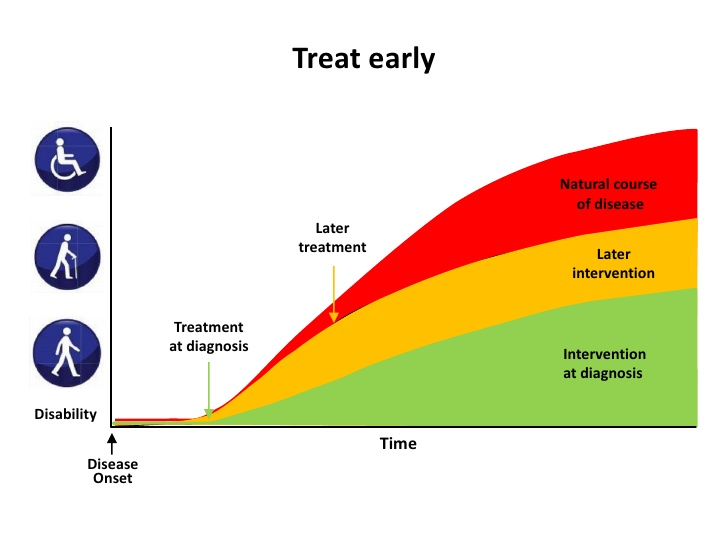 Treat early
Natural course
of disease
Later
treatment
Later
intervention
Treatment
at diagnosis
Intervention
at diagnosis
Disability
Time
Disease
Onset